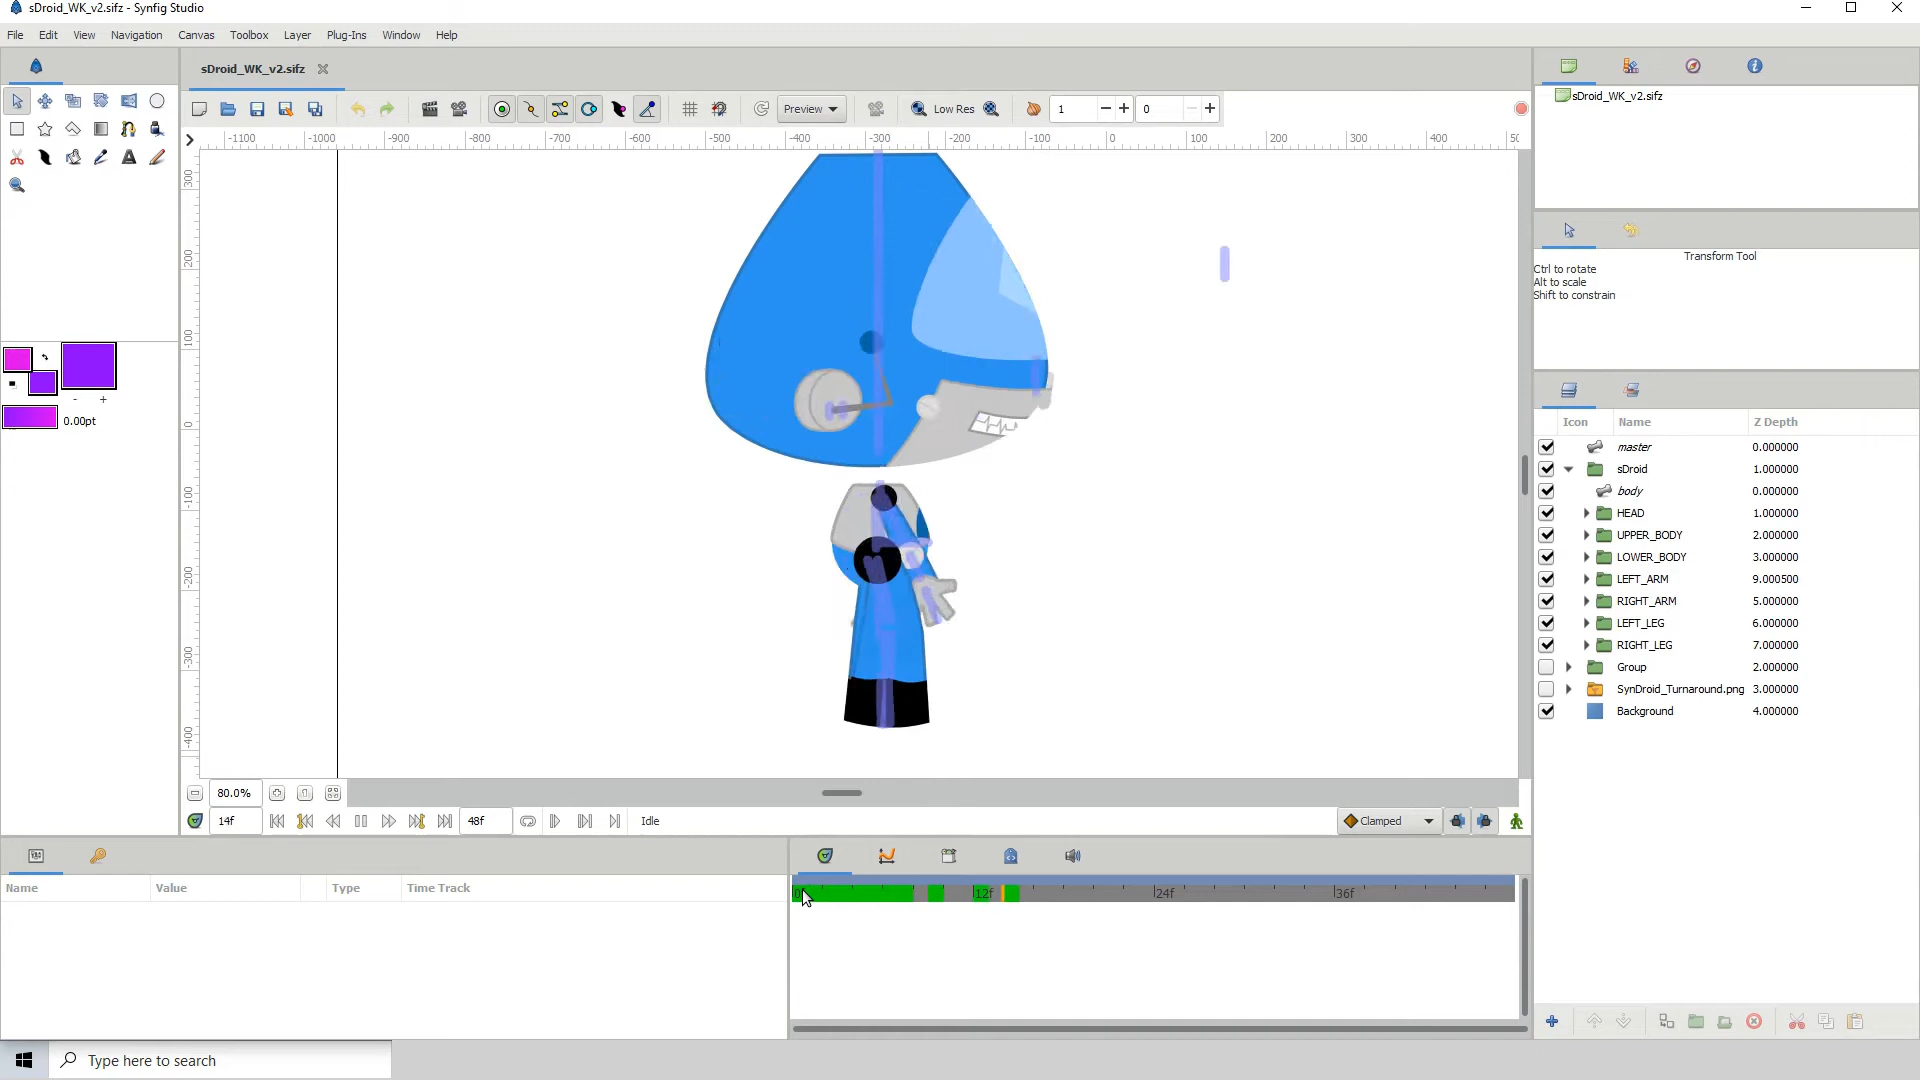 sDroid_WK_v2.sifz - Synfig Studio
File Edit View Navigation Canvas Toolbox Layer Plug-Ins Window Help
sDroid_WK_v2.sifz
Preview Low Res 1 0
-1100 -1000 -900 -800 -700 -600 -500 -400 -300 -200 -100 0 100 200 300 400 50
300
200
100
0
-100
-200
-300
-400
0.00pt
sDroid_WK_v2.sifz
Transform Tool
Ctrl to rotate
Alt to scale
Shift to constrain
Icon Name Z Depth
master 0.000000
sDroid 1.000000
body 0.000000
HEAD 1.000000
UPPER_BODY 2.000000
LOWER_BODY 3.000000
LEFT_ARM 9.000500
RIGHT_ARM 5.000000
LEFT_LEG 6.000000
RIGHT_LEG 7.000000
Group 2.000000
SynDroid_Turnaround.png 3.000000
Background 4.000000
80.0%
14f 48f Idle Clamped
Name Value Type Time Track
0f 12f 24f 36f
Type here to search